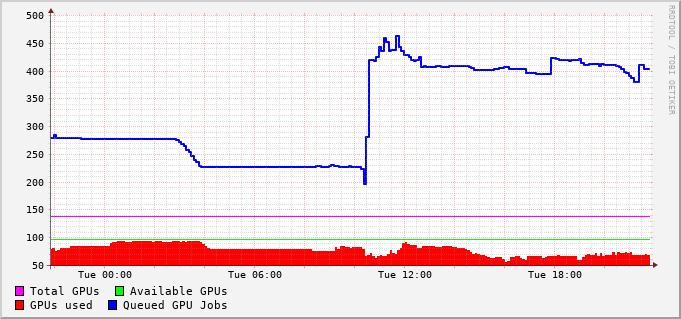 500
450
400
350
300
250
200
150
100
50
Tue 00:00 Tue 06:00 Tue 12:00 Tue 18:00
Total GPUs Available GPUs
GPUs used Queued GPU Jobs
RRDTOOL / TOBI OETIKER